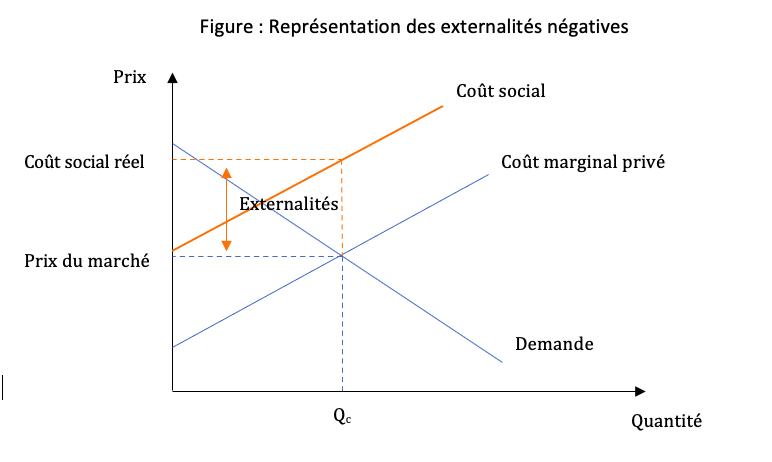 Figure : Représentation des externalités négatives
Prix
Coût social
Coût social réel
Coût marginal privé
Externalités
Prix du marché
Demande
Qc
Quantité